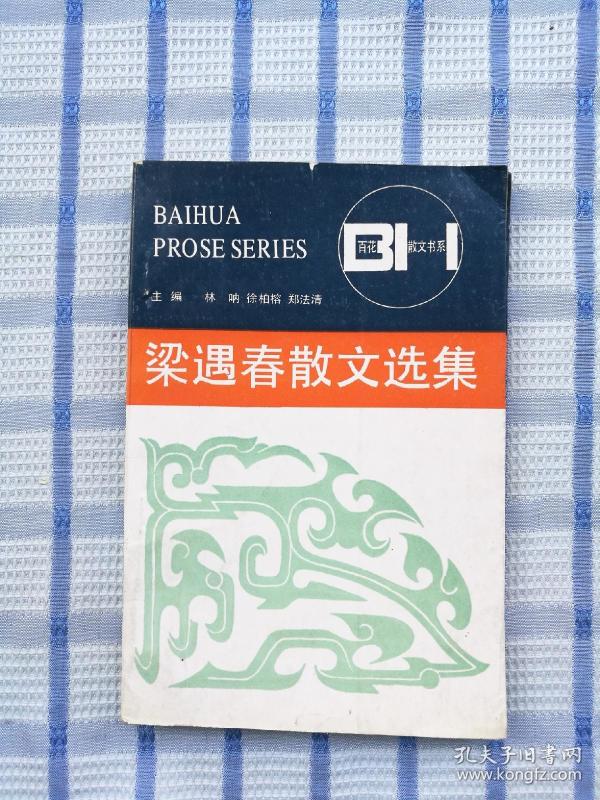 BAIHUA
PROSE SERIES
百花
BH
散文书系
主编 林呐 徐柏榕 郑法清
梁遇春散文选集
孔夫子旧书网
www.kongfz.com